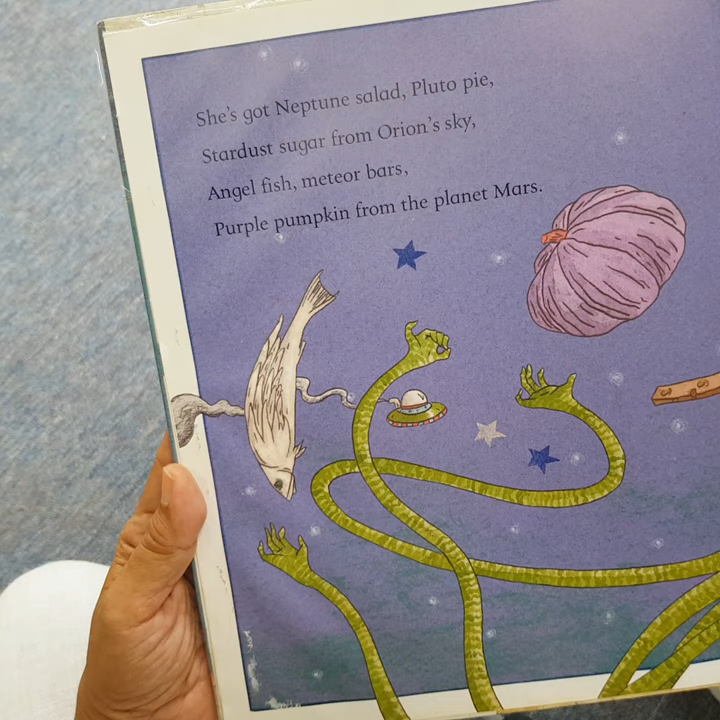 She's got Neptune salad, Pluto pie,
Stardust sugar from Orion's sky,
Angel fish, meteor bars,
Purple pumpkin from the planet Mars.